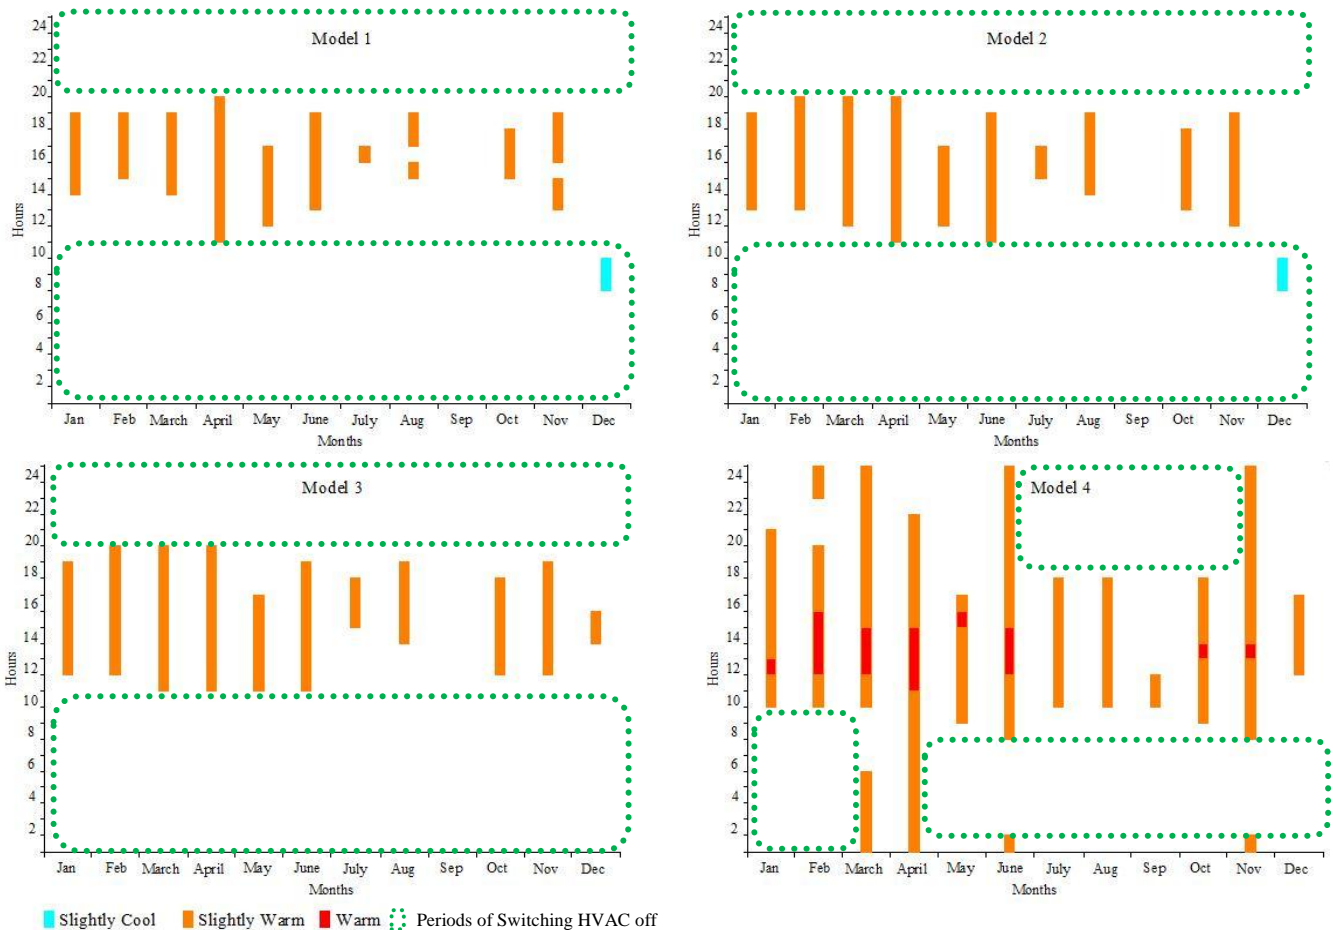 Model 1
24
22
20
18
16
14
12
10
8
6
4
2
Hours
Jan Feb March April May June July Aug Sep Oct Nov Dec
Months
Model 2
24
22
20
18
16
14
12
10
8
6
4
2
Hours
Jan Feb March April May June July Aug Sep Oct Nov Dec
Months
Model 3
24
22
20
18
16
14
12
10
8
6
4
2
Hours
Jan Feb March April May June July Aug Sep Oct Nov Dec
Months
Model 4
24
22
20
18
16
14
12
10
8
6
4
2
Hours
Jan Feb March April May June July Aug Sep Oct Nov Dec
Months
Slightly Cool Slightly Warm Warm Periods of Switching HVAC off